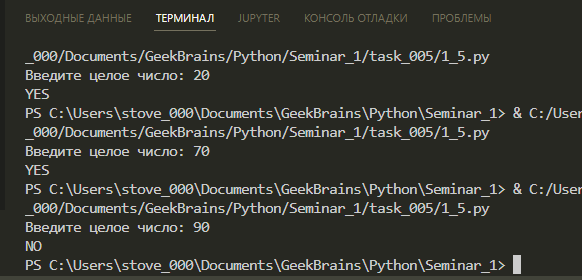 ВЫХОДНЫЕ ДАННЫЕ ТЕРМИНАЛ JUPYTER КОНСОЛЬ ОТЛАДКИ ПРОБЛЕМЫ
_000/Documents/GeekBrains/Python/Seminar_1/task_005/1_5.py
Введите целое число: 20
YES
PS C:\Users\stove_000\Documents\GeekBrains\Python\Seminar_1> & C:/User
_000/Documents/GeekBrains/Python/Seminar_1/task_005/1_5.py
Введите целое число: 70
YES
PS C:\Users\stove_000\Documents\GeekBrains\Python\Seminar_1> & C:/User
_000/Documents/GeekBrains/Python/Seminar_1/task_005/1_5.py
Введите целое число: 90
NO
PS C:\Users\stove_000\Documents\GeekBrains\Python\Seminar_1>